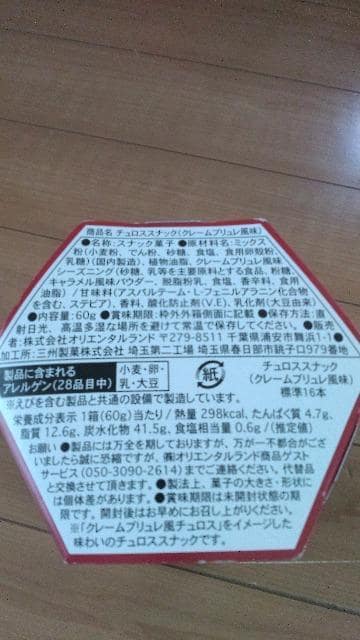 商品名 チュロススナック(クレームブリュレ風味)
●名称:スナック菓子 ●原材料名:ミックス
粉(小麦粉、でん粉、砂糖、食塩、食用卵殻粉、
乳糖)(国内製造)、植物油脂、クレームブリュレ風味
シーズニング(砂糖、乳等を主要原料とする食品、粉糖、
キャラメル風味パウダー、脱脂粉乳、食塩、香辛料、食用
油脂)/甘味料(アスパルテーム・L-フェニルアラニン化合物
を含む、ステビア)、香料、酸化防止剤(V.E)、乳化剤(大豆由来)
●内容量:60g ●賞味期限:枠外外箱側面に記載 ●保存方法:直
射日光、高温多湿な場所を避けて常温で保存してください。●販売
者:株式会社オリエンタルランド 〒279-8511 千葉県浦安市舞浜1-1 ●
加工所:三州製菓株式会社 埼玉第二工場 埼玉県春日部市銚子口979番地
製品に含まれる
アレルゲン(28品目中)
小麦・卵・
乳・大豆
紙
チュロススナック
(クレームブリュレ風味)
標準16本
※えびを含む製品と共通の設備で製造しています。
栄養成分表示 1箱(60g)当たり/熱量 298kcal、たんぱく質 4.7g、
脂質 12.6g、炭水化物 41.5g、食塩相当量 0.6g/(推定値)
お願い ●製品には万全を期しておりますが、万が一不都合がござ
いましたら誠に恐縮ですが、㈱オリエンタルランド商品ゲスト
サービス(050-3090-2614)までご連絡ください。代替品
と交換させて頂きます。●製法上、菓子の大きさ・形状に
は個体差があります。●賞味期限は未開封状態の期
限です。開封後はお早めにお召し上がりください。
※「クレームブリュレ風チュロス」をイメージした
味わいのチュロススナックです。